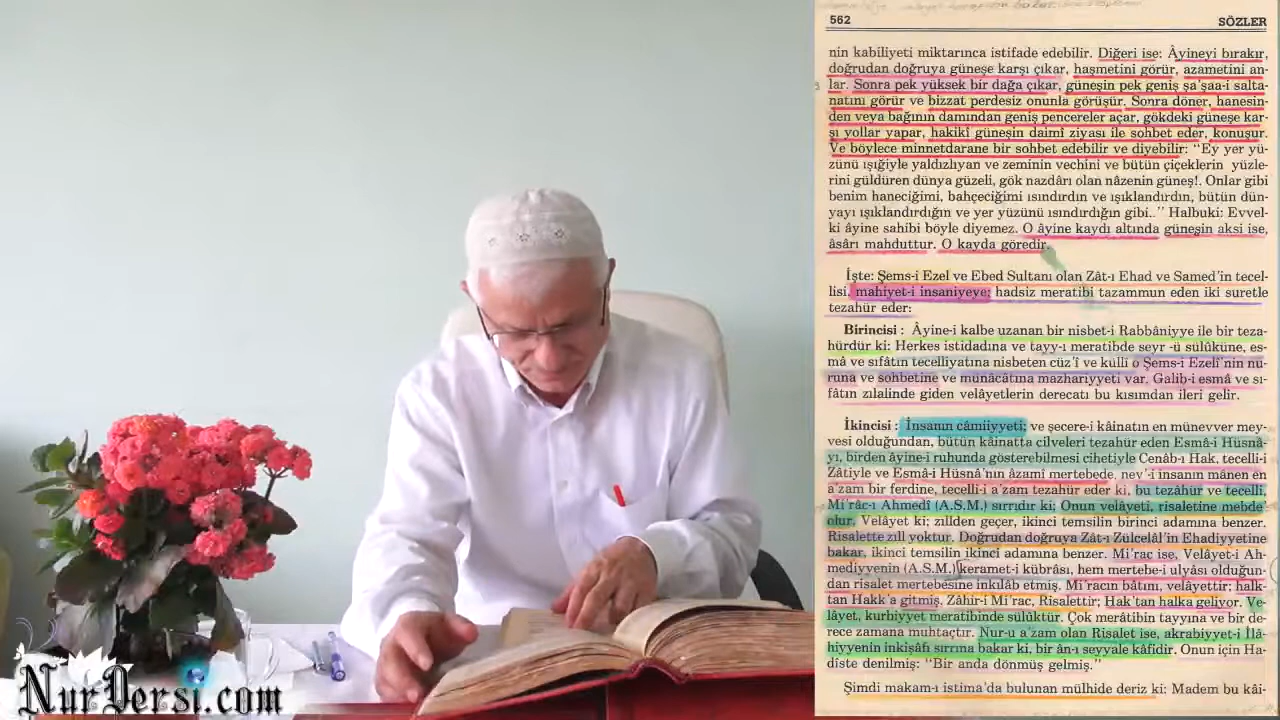 562 SÖZLER
nin kabiliyeti miktarınca istifade edebilir. Diğeri ise: Âyineyi bırakır,
doğrudan doğruya güneşe karşı çıkar, haşmetini görür, azametini an-
lar. Sonra pek yüksek bir dağa çıkar, güneşin pek geniş şa'şaa-i salta-
natını görür ve bizzat perdesiz onunla görüşür. Sonra döner, hanesin-
den veya bağının damından geniş pencereler açar, gökdeki güneşe kar-
şı yollar yapar, hakikî güneşin daimî ziyası ile sohbet eder, konuşur.
Ve böylece minnetdarane bir sohbet edebilir ve diyebilir: "Ey yer yü-
zünü ışığiyle yaldızlıyan ve zeminin vechini ve bütün çiçeklerin yüzle-
rini güldüren dünya güzeli, gök nazdârı olan nâzenin güneş!. Onlar gibi
benim haneciğimi, bahçeciğimi ısındırdın ve ışıklandırdın, bütün dün-
yayı ışıklandırdığın ve yer yüzünü ısındırdığın gibi.." Halbuki: Evvel-
ki âyine sahibi böyle diyemez. O âyine kaydı altında güneşin aksi ise,
âsârı mahduttur. O kayda göredir.
İşte: Şems-i Ezel ve Ebed Sultanı olan Zât-ı Ehad ve Samed'in tecel-
lisi, mahiyet-i insaniyeye; hadsiz meratibi tazammun eden iki suretle
tezahür eder:
Birincisi : Âyine-i kalbe uzanan bir nisbet-i Rabbâniyye ile bir teza-
hürdür ki: Herkes istidadına ve tayy-ı meratibde seyr -ü sülûküne, es-
mâ ve sıfâtın tecelliyatına nisbeten cüz'î ve küllî o Şems-i Ezelî'nin nu-
runa ve sohbetine ve münâcâtına mazhariyyeti var. Galib-i esmâ ve sı-
fâtın zılalinde giden velâyetlerin derecatı bu kısımdan ileri gelir.
İkincisi : İnsanın câmiiyyeti; ve şecere-i kâinatın en münevver mey-
vesi olduğundan, bütün kâinatta cilveleri tezahür eden Esmâ-i Hüsnâ-
yı, birden âyine-i ruhunda gösterebilmesi cihetiyle Cenâb-ı Hak, tecelli-i
Zâtiyle ve Esmâ-i Hüsnâ'nın âzamî mertebede, nev'-i insanın mânen en
a'zam bir ferdine, tecelli-i a'zam tezahür eder ki, bu tezâhür ve tecelli,
Mi'râc-ı Ahmedî (A.S.M.) sırrıdır ki; Onun velâyeti, risaletine mebde'
olur. Velâyet ki; zıllden geçer, ikinci temsilin birinci adamına benzer.
Risalette zıll yoktur. Doğrudan doğruya Zât-ı Zülcelâl'in Ehadiyyetine
bakar, ikinci temsilin ikinci adamına benzer. Mi'rac ise, Velâyet-i Ah-
mediyyenin (A.S.M.) keramet-i kübrâsı, hem mertebe-i ulyâsı olduğun-
dan risalet mertebesine inkılâb etmiş. Mi'racın bâtını, velâyettir; halk-
tan Hakk'a gitmiş. Zâhir-i Mi'rac, Risalettir; Hak'tan halka geliyor. Ve-
lâyet, kurbiyyet meratibinde sülûktür. Çok merâtibin tayyına ve bir de-
rece zamana muhtaçtır. Nur-u a'zam olan Risalet ise, akrabiyyet-i İlâ-
hiyyenin inkişâfı sırrına bakar ki, bir ân-ı seyyale kâfidir. Onun için Ha-
diste denilmiş: "Bir anda dönmüş gelmiş."
Şimdi makam-ı istima'da bulunan mülhide deriz ki: Madem bu kâi-
NurDersi.com